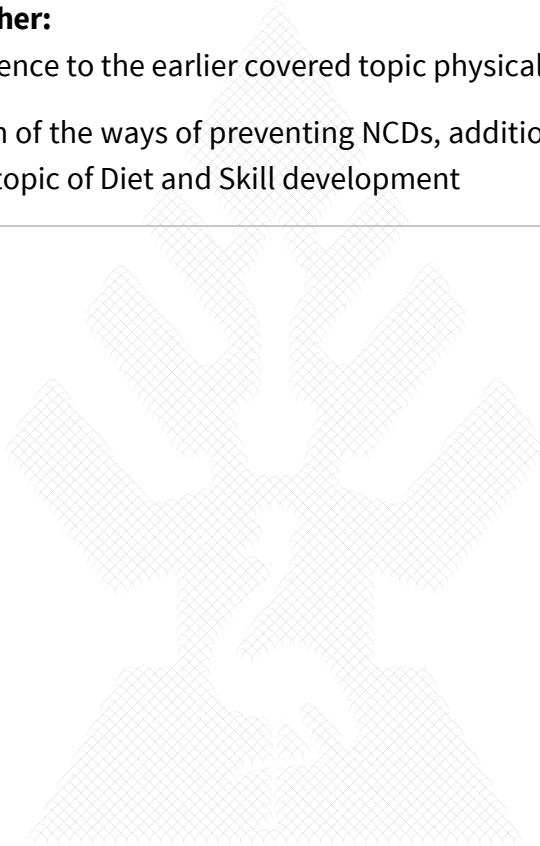 her:
ence to the earlier covered topic physical
n of the ways of preventing NCDs, additio
topic of Diet and Skill development